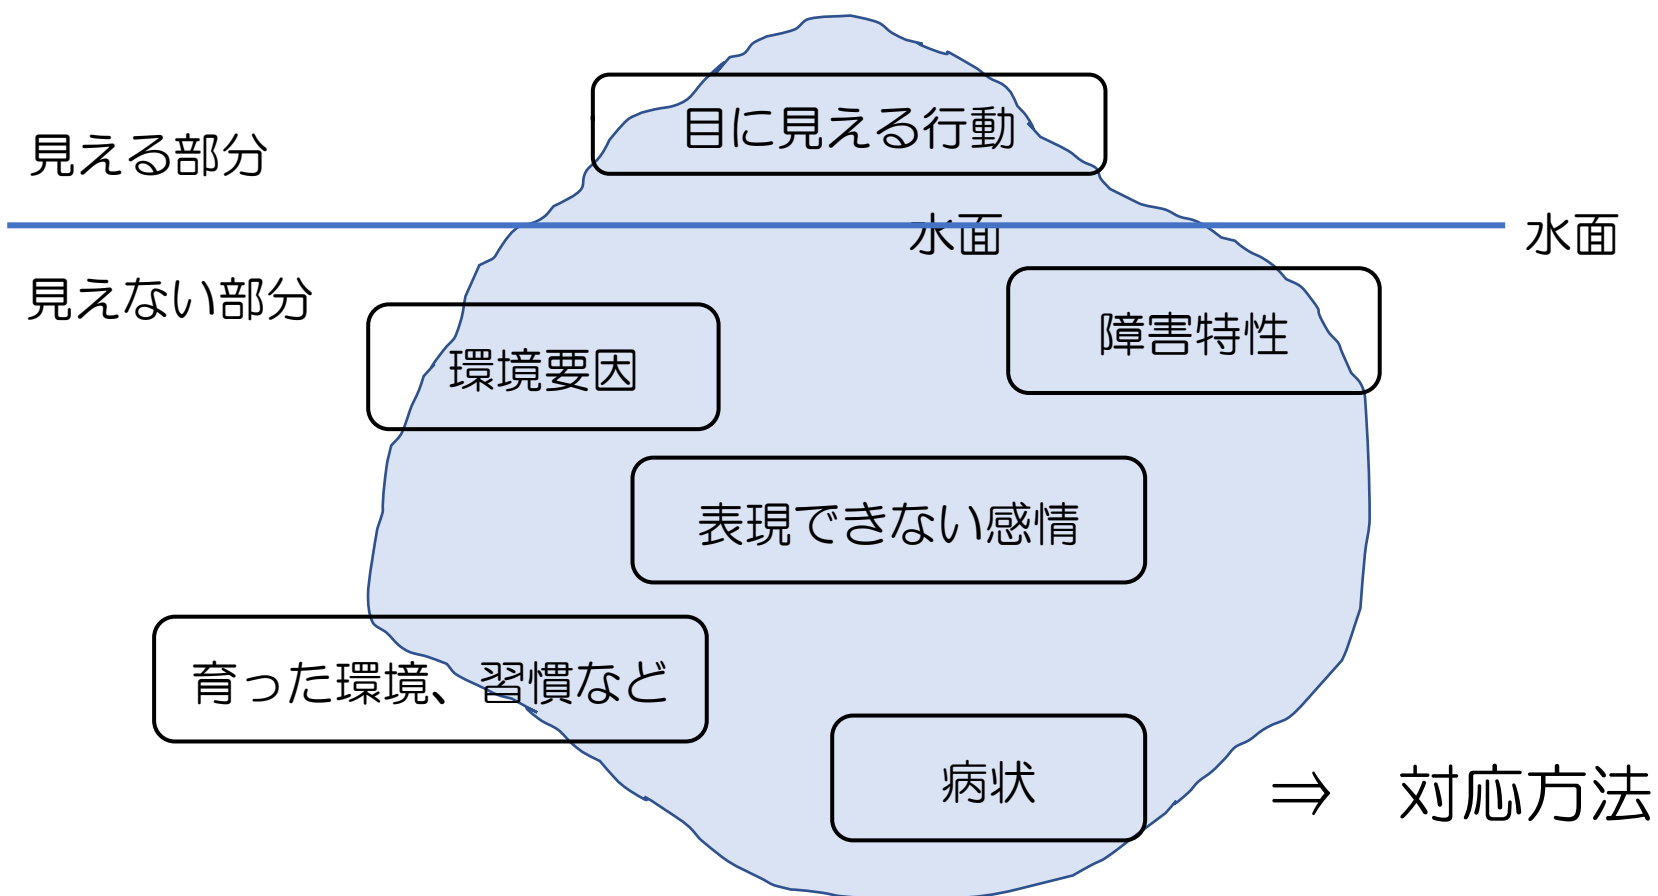 目に見える行動
見える部分
水面
水面
見えない部分
障害特性
環境要因
表現できない感情
育った環境、習慣など
病状
⇒ 対応方法